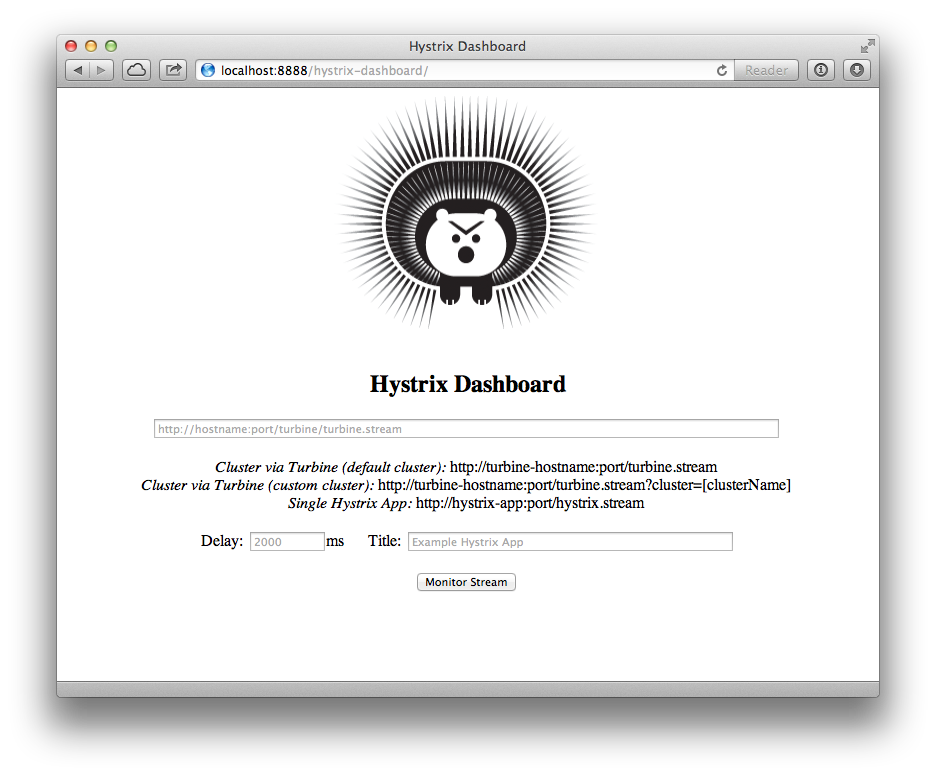 Hystrix Dashboard
localhost:8888/hystrix-dashboard/
Reader
Hystrix Dashboard
http://hostname:port/turbine/turbine.stream
Cluster via Turbine (default cluster): http://turbine-hostname:port/turbine.stream
Cluster via Turbine (custom cluster): http://turbine-hostname:port/turbine.stream?cluster=[clusterName]
Single Hystrix App: http://hystrix-app:port/hystrix.stream
Delay: 2000 ms Title: Example Hystrix App
Monitor Stream